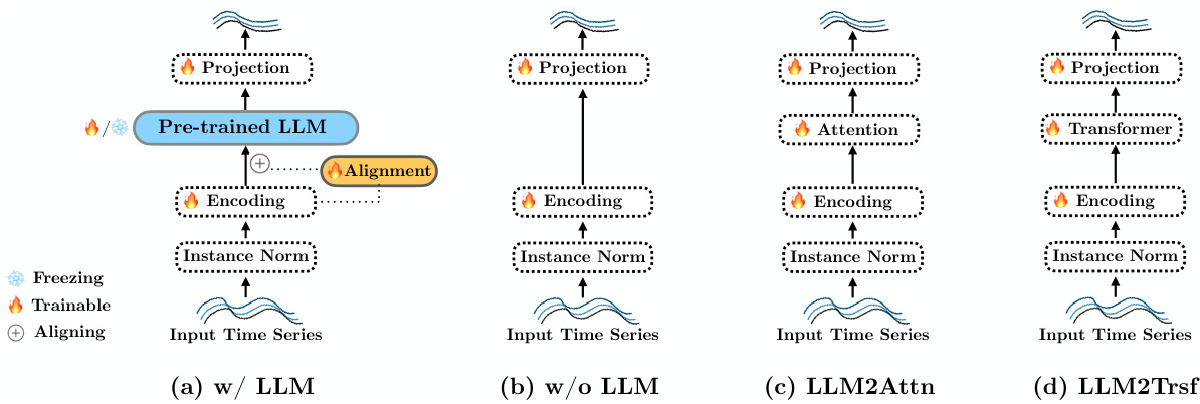 Projection
Pre-trained LLM
/
Alignment
Encoding
Instance Norm
Input Time Series
Freezing
Trainable
Aligning
(a) w/ LLM
Projection
Encoding
Instance Norm
Input Time Series
(b) w/o LLM
Projection
Attention
Encoding
Instance Norm
Input Time Series
(c) LLM2Attn
Projection
Transformer
Encoding
Instance Norm
Input Time Series
(d) LLM2Trsf